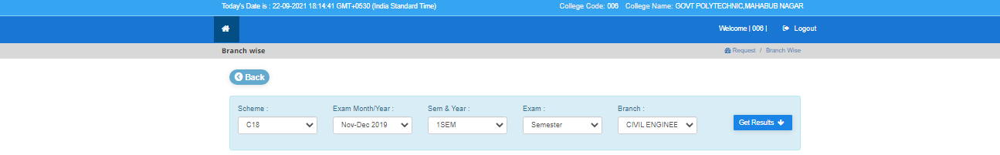 Today's Date is : 22-09-2021 18:14:41 GMT+0530 (India Standard Time) College Code: 006 College Name: GOVT POLYTECHNIC,MAHABUB NAGAR
Welcome | 006 | Logout
Branch wise Request / Branch Wise
Back
Scheme : Exam Month/Year : Sem & Year : Exam : Branch :
C18 Nov-Dec 2019 1SEM Semester CIVIL ENGINEE Get Results